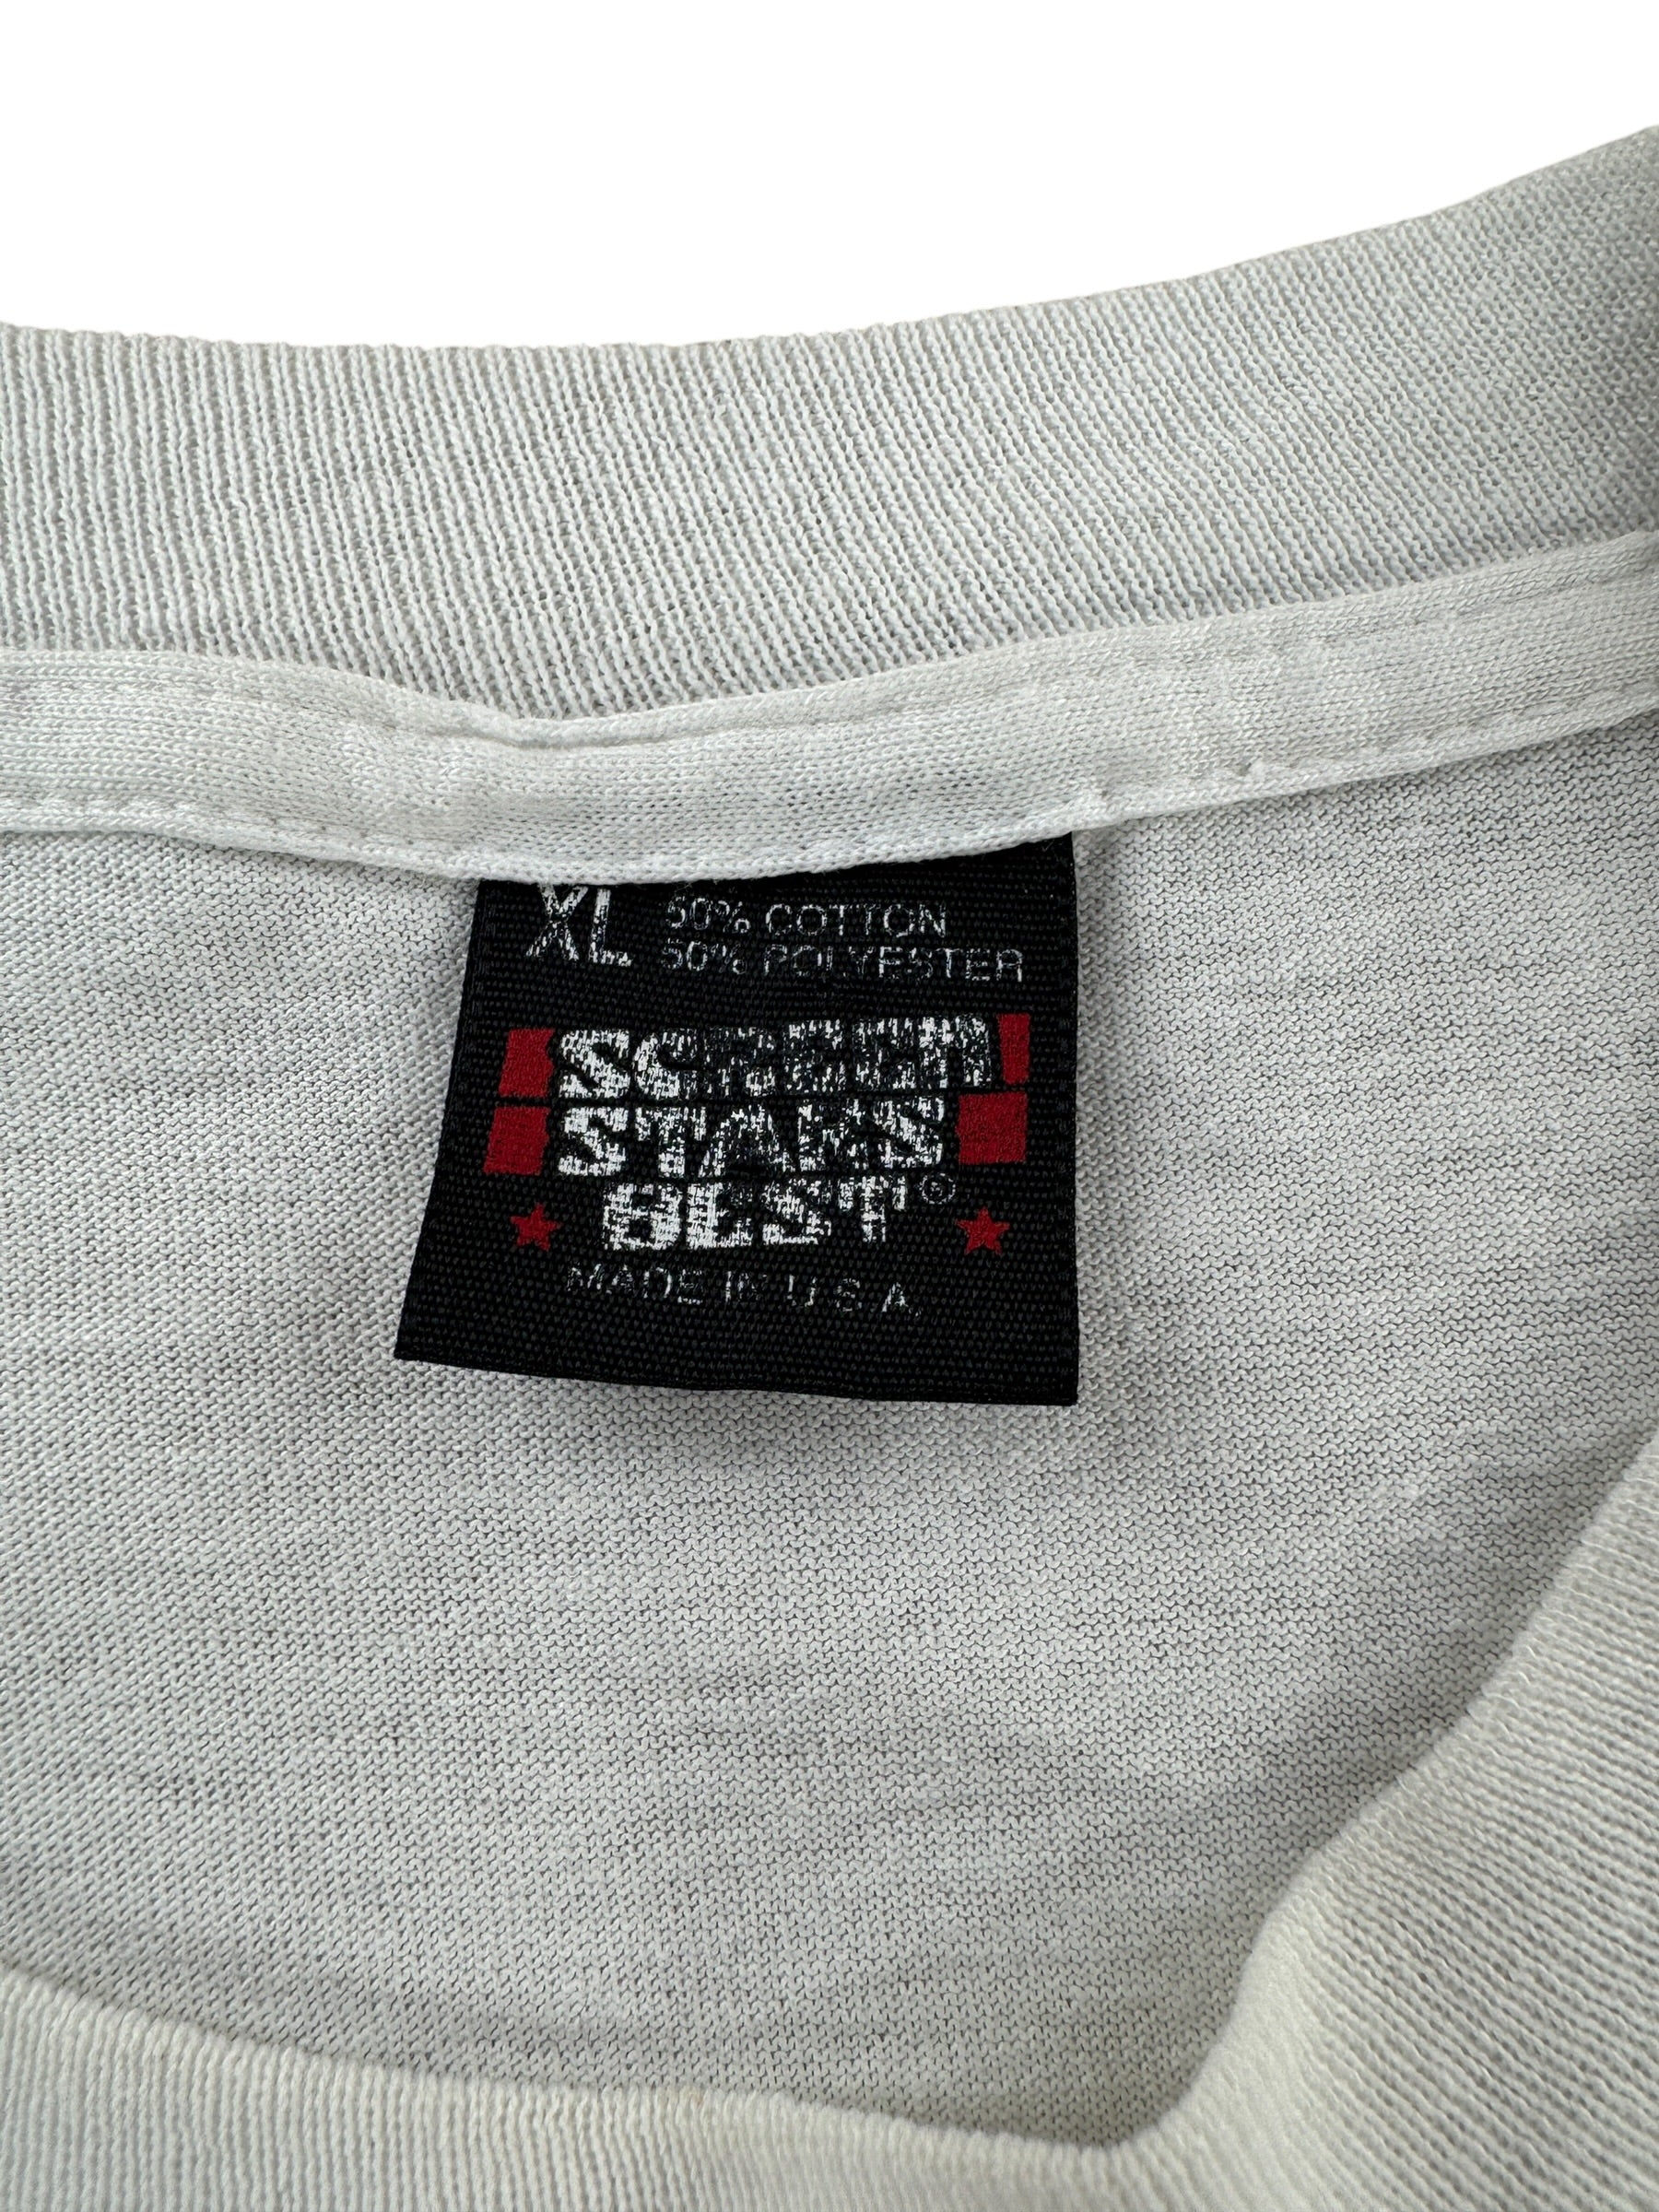 XL 50% COTTON
50% POLYESTER
SCREEN
STARS
BEST®
MADE IN U.S.A.